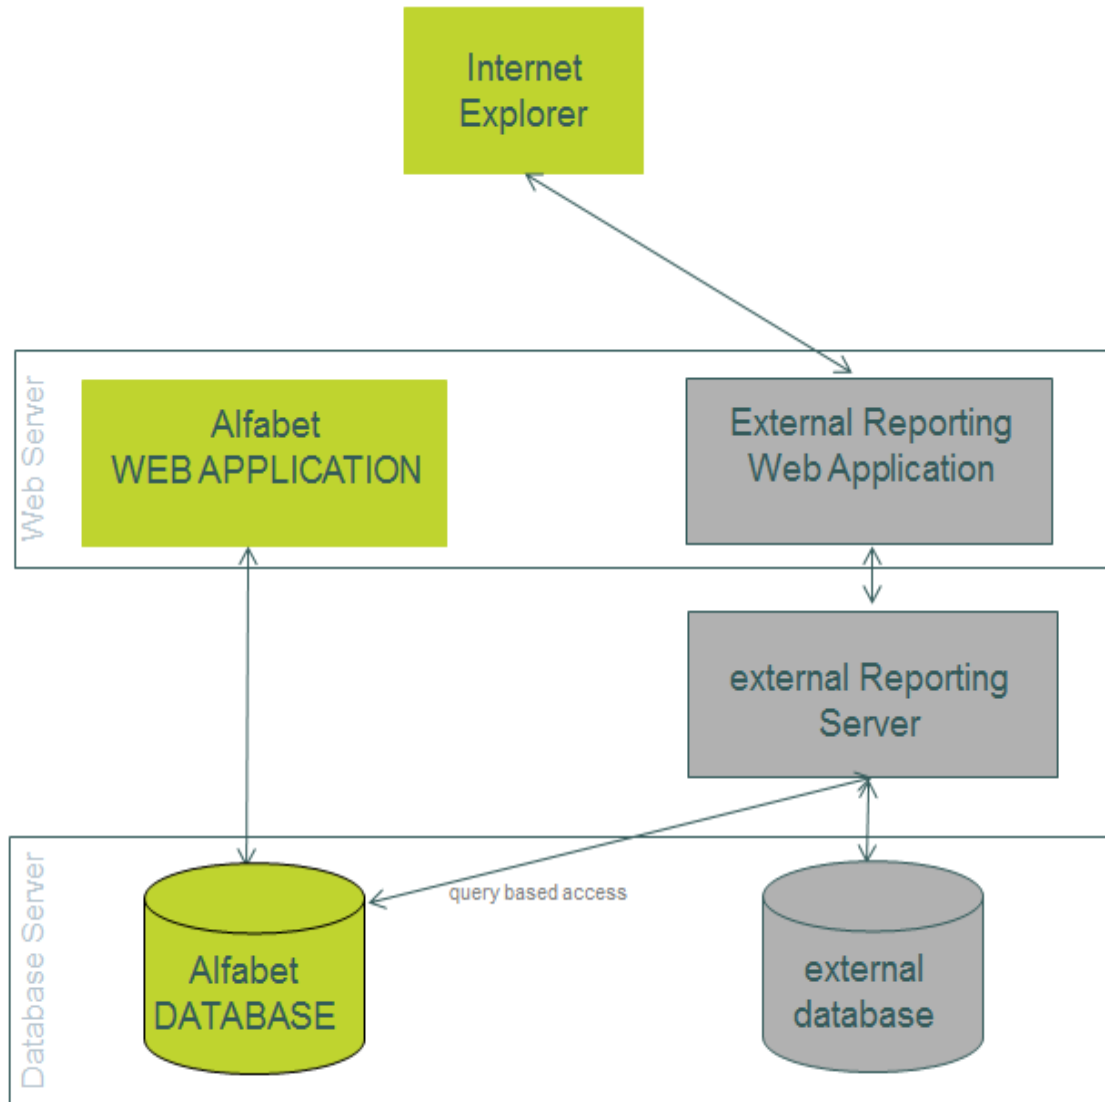 Internet
Explorer
Web Server
Alfabet
WEB APPLICATION
External Reporting
Web Application
external Reporting
Server
query based access
Database Server
Alfabet
DATABASE
external
database